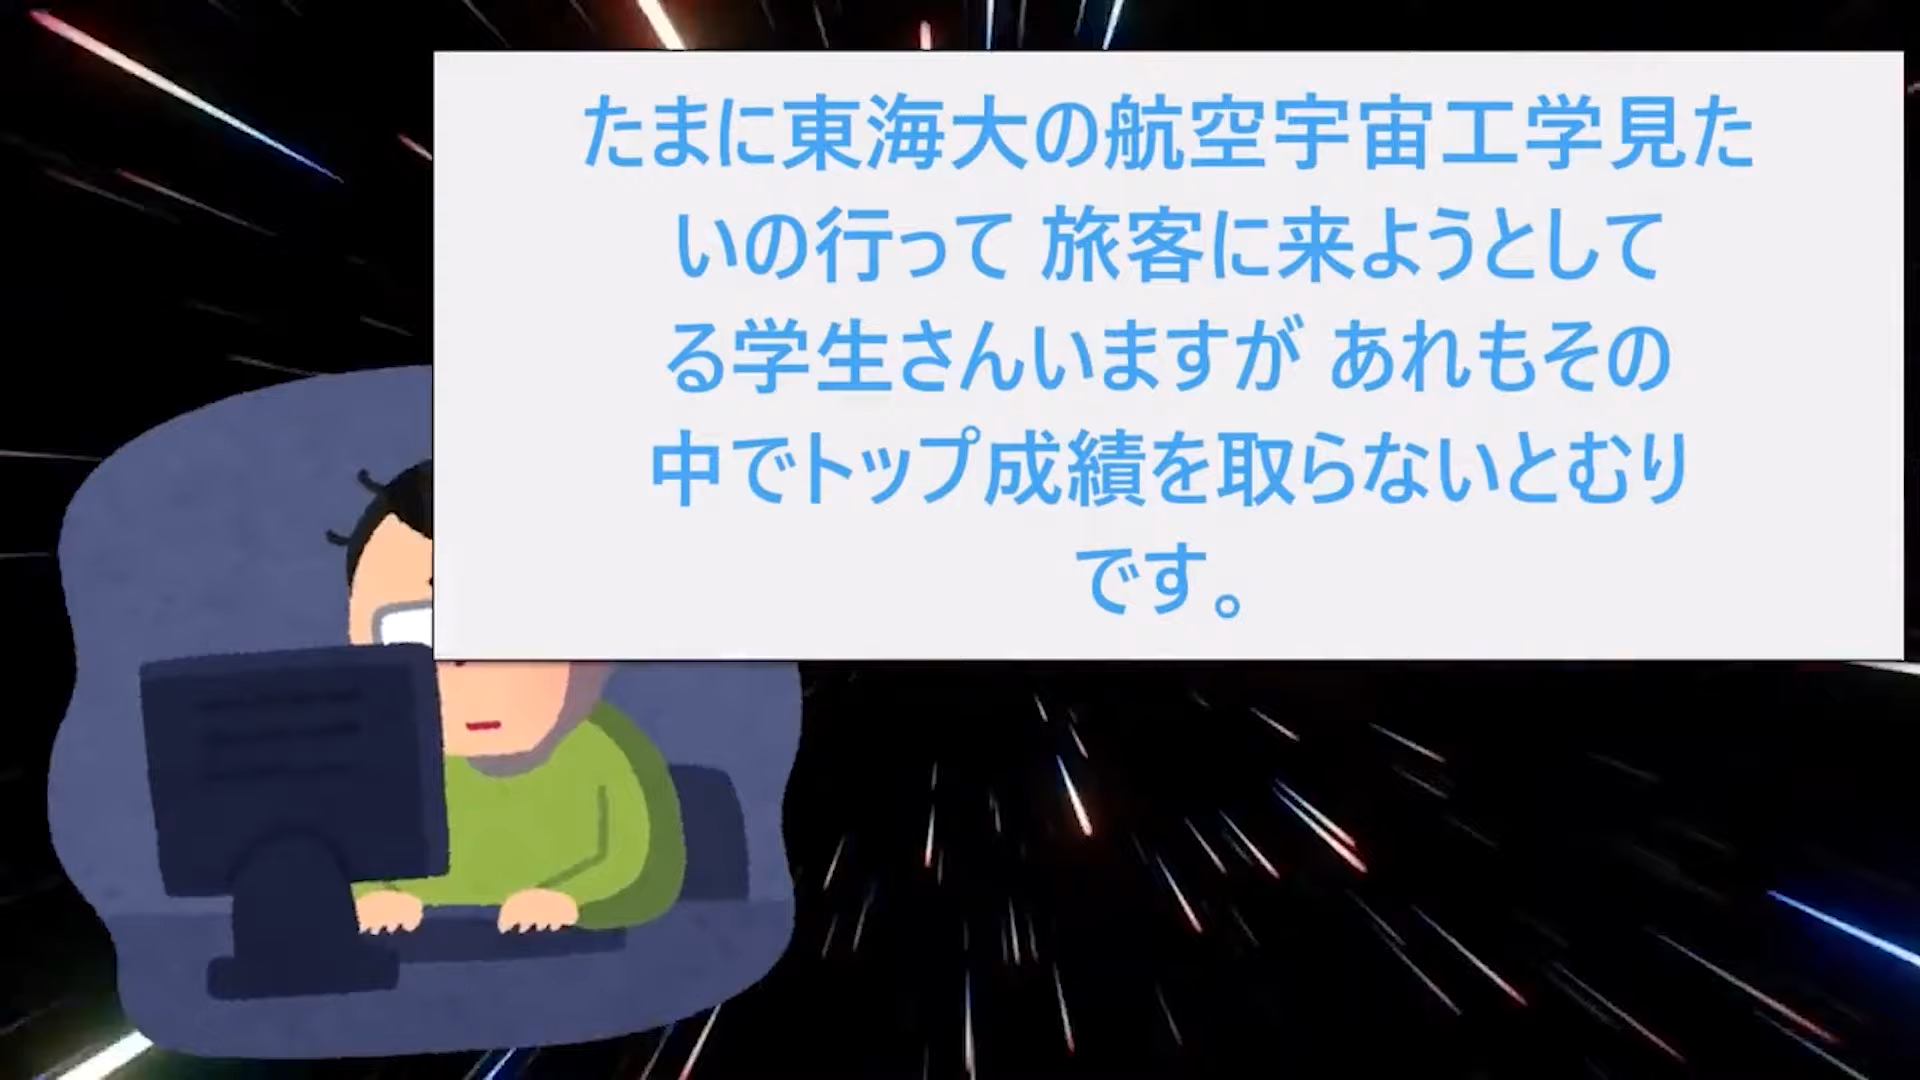 たまに東海大の航空宇宙工学見た
いの行って 旅客に来ようとして
る学生さんいますが あれもその
中でトップ成績を取らないとむり
です。